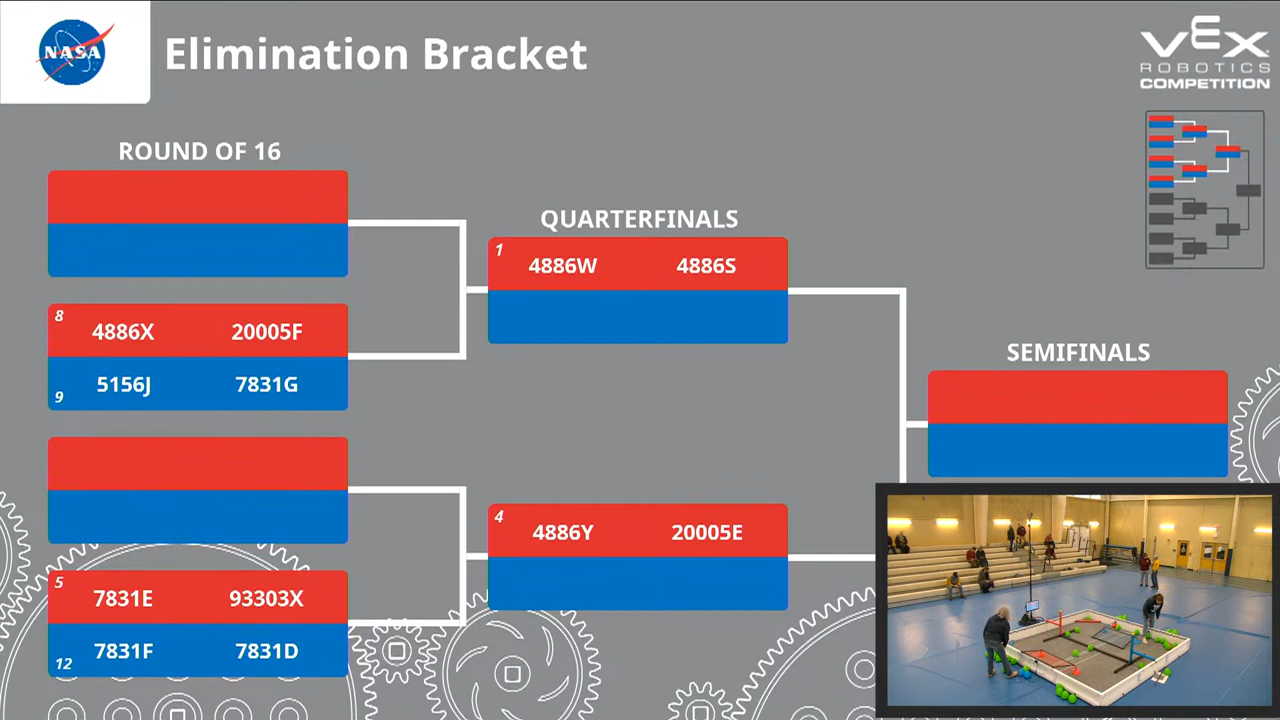 NASA
Elimination Bracket
VEX
ROBOTICS
COMPETITION
ROUND OF 16
QUARTERFINALS
1 4886W 4886S
8 4886X 20005F
9 5156J 7831G
SEMIFINALS
4 4886Y 20005E
5 7831E 93303X
12 7831F 7831D